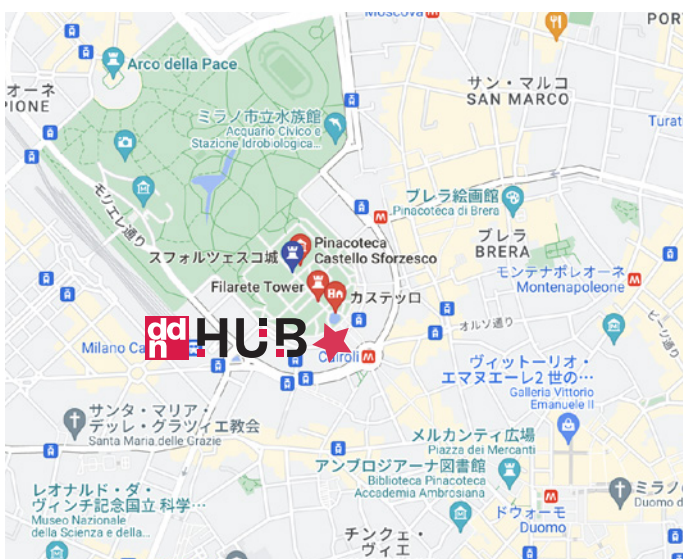 Moscova
POR
Arco della Pace
オーネ
PIONE
サン・マルコ
SAN MARCO
ミラノ市立水族館
Acquario Civico e
Stazione Idrobiologica...
Turat
モリエレ通り
ブレラ絵画館
Pinacoteca di Brera
ブレラ
BRERA
スフォルツェスコ城
Pinacoteca
Castello Sforzesco
Filarete Tower
カステッロ
モンテナポレオーネ
Montenapoleone
ddn HUB
オルソ通り
ビーリ通り
Milano Ca
Cairoli
ヴィットーリオ・
エマヌエーレ2 世の…
Galleria Vittorio
Emanuele II
サンタ・マリア・
デッレ・グラツィエ教会
Santa Maria delle Grazie
メルカンティ広場
Piazza dei Mercanti
アンブロジアーナ図書館
Biblioteca Pinacoteca
Accademia Ambrosiana
レオナルド・ダ・
ヴィンチ記念国立 科学…
Museo Nazionale
della Scienza e della...
ドゥオーモ
Duomo
ミラノ
Duomo d
チンクェ・
ヴィエ